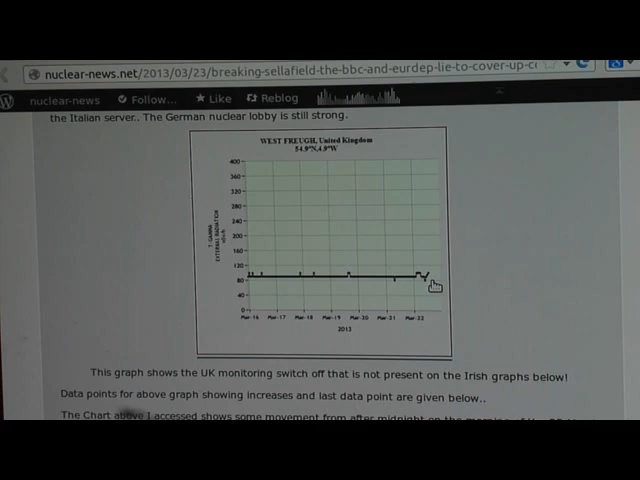 nuclear-news.net/2013/03/23/breaking-sellafield-the-bbc-and-eurdep-lie-to-cover-up-c
nuclear-news Follow... Like Reblog
the Italian server.. The German nuclear lobby is still strong.
WEST FREUGH, United Kingdom
54.9°N,4.9°W
400
360
320
280
240
200
160
120
80
40
0
T-GAMMA
EXTERNAL RADIATION
Mar-16 Mar-17 Mar-18 Mar-19 Mar-20 Mar-21 Mar-22
2013
This graph shows the UK monitoring switch off that is not present on the Irish graphs below!
Data points for above graph showing increases and last data point are given below..
The Chart above I accessed shows some movement from after midnight on the morning of the